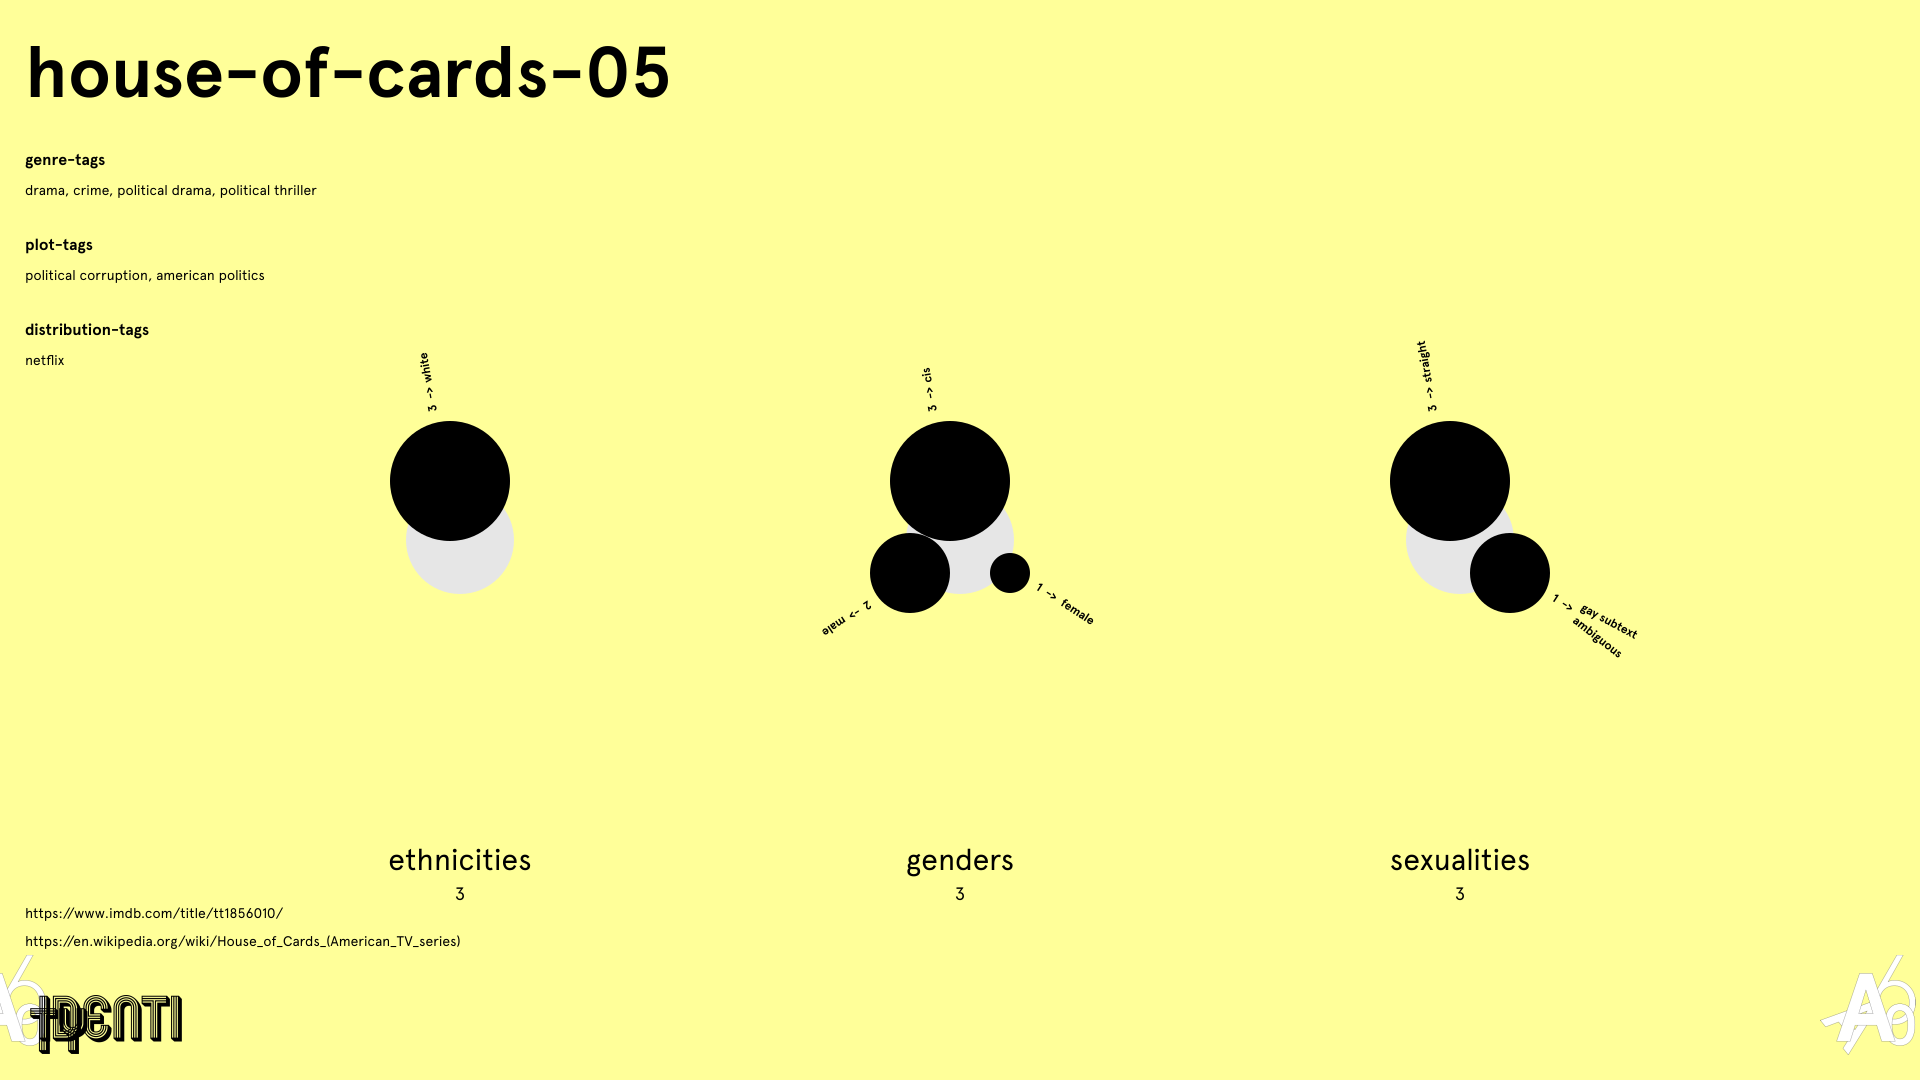 house-of-cards-05
genre-tags
drama, crime, political drama, political thriller
plot-tags
political corruption, american politics
distribution-tags
netflix
3 -> white
3 -> cis
2 -> male
1 -> female
3 -> straight
1 -> gay subtext
ambiguous
ethnicities
3
genders
3
sexualities
3
https://www.imdb.com/title/tt1856010/
https://en.wikipedia.org/wiki/House_of_Cards_(American_TV_series)
IDENTI